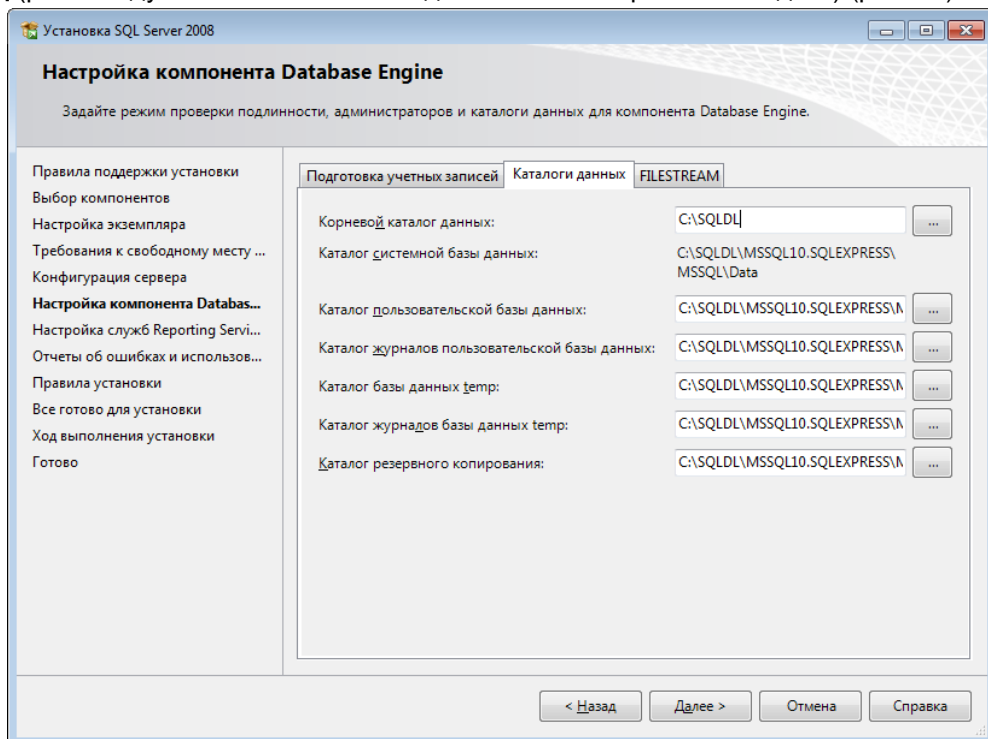 Установка SQL Server 2008
Настройка компонента Database Engine
Задайте режим проверки подлинности, администраторов и каталоги данных для компонента Database Engine.
Правила поддержки установки
Выбор компонентов
Настройка экземпляра
Требования к свободному месту ...
Конфигурация сервера
Настройка компонента Databas...
Настройка служб Reporting Servi...
Отчеты об ошибках и использов...
Правила установки
Все готово для установки
Ход выполнения установки
Готово
Подготовка учетных записей Каталоги данных FILESTREAM
Корневой каталог данных: C:\SQLDL ...
Каталог системной базы данных: C:\SQLDL\MSSQL10.SQLEXPRESS\
MSSQL\Data
Каталог пользовательской базы данных: C:\SQLDL\MSSQL10.SQLEXPRESS\M ...
Каталог журналов пользовательской базы данных: C:\SQLDL\MSSQL10.SQLEXPRESS\M ...
Каталог базы данных temp: C:\SQLDL\MSSQL10.SQLEXPRESS\M ...
Каталог журналов базы данных temp: C:\SQLDL\MSSQL10.SQLEXPRESS\M ...
Каталог резервного копирования: C:\SQLDL\MSSQL10.SQLEXPRESS\M ...
< Назад Далее > Отмена Справка